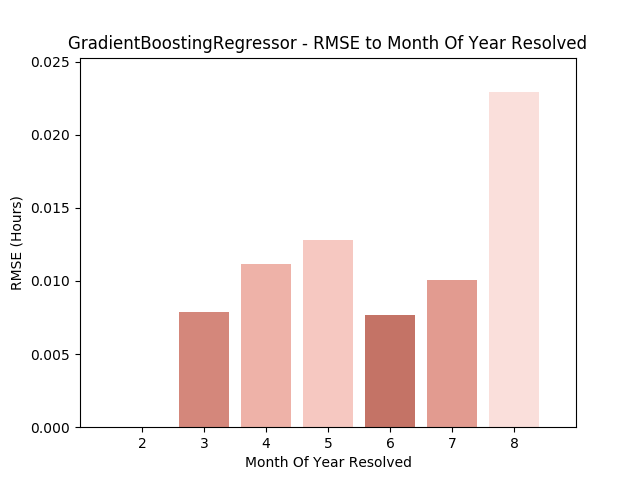 GradientBoostingRegressor - RMSE to Month Of Year Resolved
0.025
0.020
0.015
0.010
0.005
0.000
RMSE (Hours)
2 3 4 5 6 7 8
Month Of Year Resolved